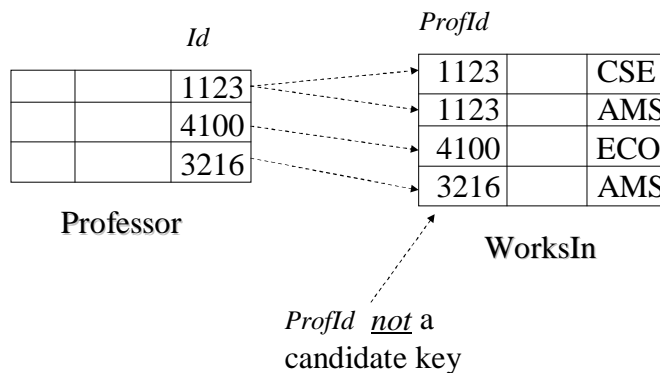 Id
ProfId
1123
4100
3216
1123 CSE
1123 AMS
4100 ECO
3216 AMS
Professor
WorksIn
ProfId not a
candidate key